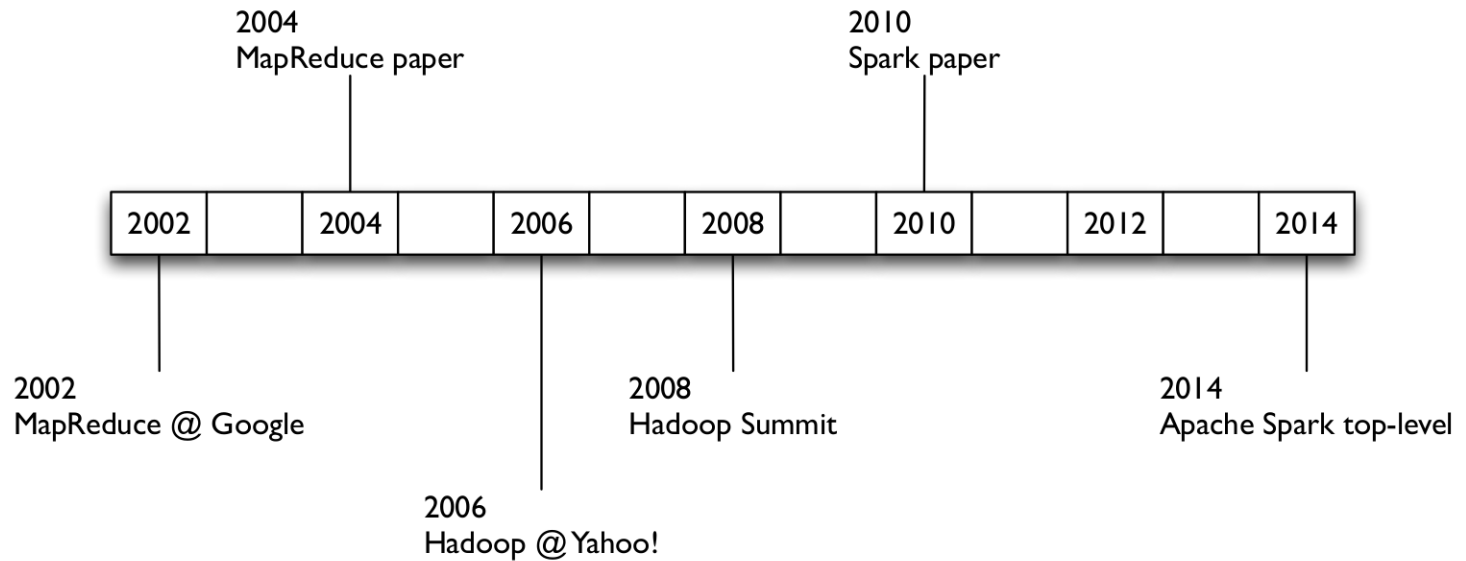 2004
MapReduce paper
2010
Spark paper
2002 2004 2006 2008 2010 2012 2014
2002
MapReduce @ Google
2008
Hadoop Summit
2014
Apache Spark top-level
2006
Hadoop @ Yahoo!